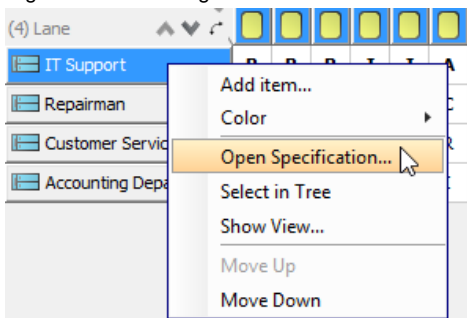 (4) Lane
IT Support
Repairman
Customer Servic
Accounting Depa
Add item...
Color
Open Specification...
Select in Tree
Show View...
Move Up
Move Down